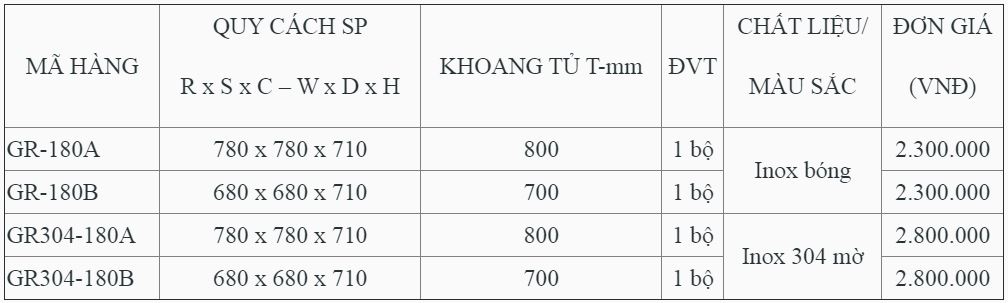 MÃ HÀNG
QUY CÁCH SP
R x S x C – W x D x H
KHOANG TỦ T-mm
ĐVT
CHẤT LIỆU/
MÀU SẮC
ĐƠN GIÁ
(VNĐ)
GR-180A 780 x 780 x 710 800 1 bộ Inox bóng 2.300.000
GR-180B 680 x 680 x 710 700 1 bộ 2.300.000
GR304-180A 780 x 780 x 710 800 1 bộ Inox 304 mờ 2.800.000
GR304-180B 680 x 680 x 710 700 1 bộ 2.800.000